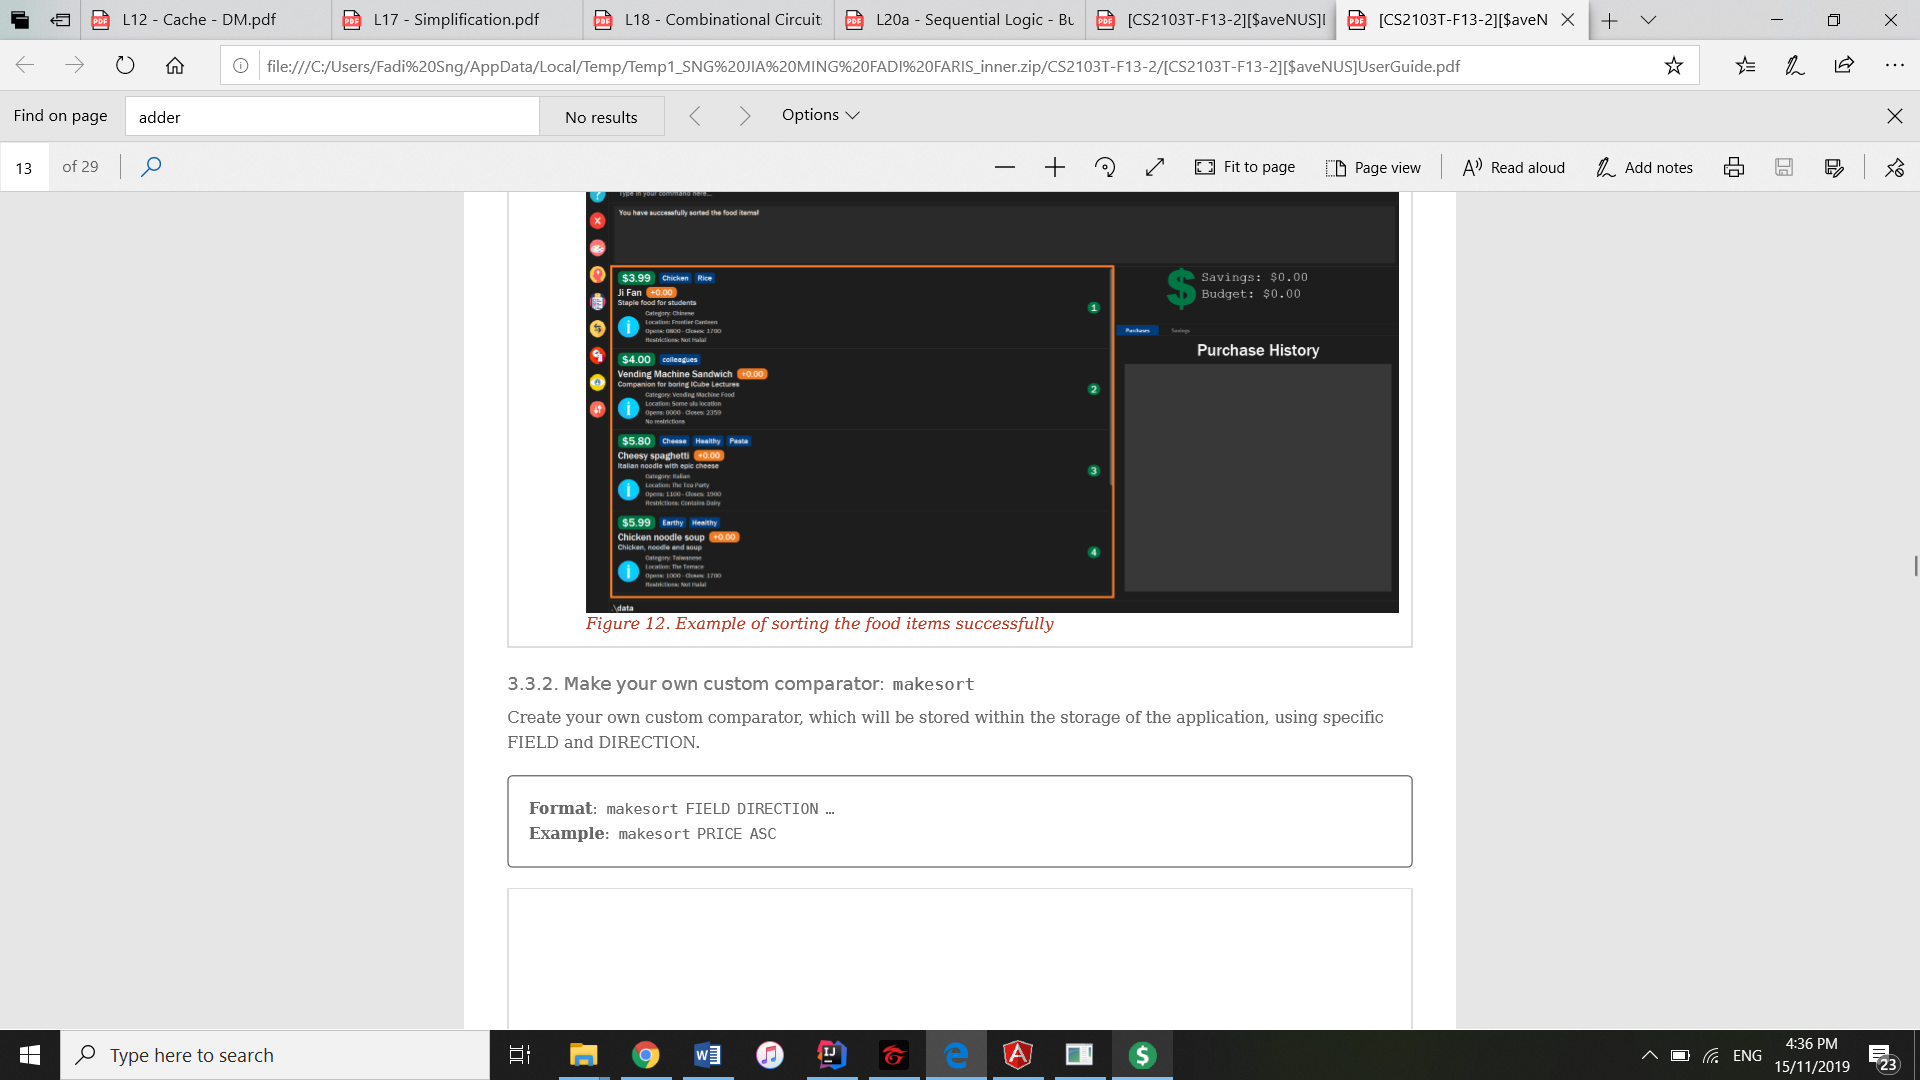 L12 - Cache - DM.pdf
L17 - Simplification.pdf
L18 - Combinational Circuit
L20a - Sequential Logic - Bu
[CS2103T-F13-2][$aveNUS]I
[CS2103T-F13-2][$aveN
file:///C:/Users/Fadi%20Sng/AppData/Local/Temp/Temp1_SNG%20JIA%20MING%20FADI%20FARIS_inner.zip/CS2103T-F13-2/[CS2103T-F13-2][$aveNUS]UserGuide.pdf
Find on page
adder
No results
Options
13 of 29
Fit to page
Page view
Read aloud
Add notes
Type in your command here...
You have successfully sorted the food items!
$3.99 Chicken Rice
Ji Fan +0.00
Staple food for students
Category: Chinese
Location: Frontier Canteen
Opens: 0800 - Closes: 1700
Restrictions: Not Halal
1
$4.00 colleagues
Vending Machine Sandwich +0.00
Companion for boring ICube Lectures
Category: Vending Machine Food
Location: Some ulu location
Opens: 0000 - Closes: 2359
No restrictions
2
$5.80 Cheese Healthy Pasta
Cheesy spaghetti +0.00
Italian noodle with epic cheese
Category: Italian
Location: The Tea Party
Opens: 1100 - Closes: 1900
Restrictions: Contains Dairy
3
$5.99 Earthy Healthy
Chicken noodle soup +0.00
Chicken, noodle and soup
Category: Taiwanese
Location: The Terrace
Opens: 1000 - Closes: 1700
Restrictions: Not Halal
4
.\data
Savings: $0.00
Budget: $0.00
Purchases
Savings
Purchase History
Figure 12. Example of sorting the food items successfully
3.3.2. Make your own custom comparator: makesort
Create your own custom comparator, which will be stored within the storage of the application, using specific
FIELD and DIRECTION.
Format: makesort FIELD DIRECTION …
Example: makesort PRICE ASC
Type here to search
ENG
4:36 PM
15/11/2019
23